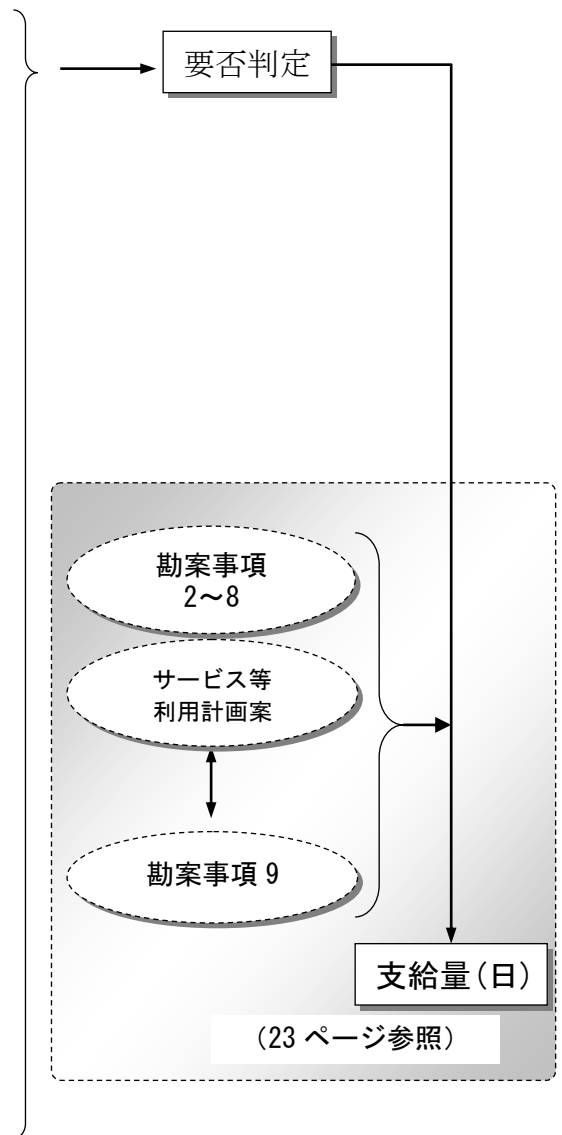 要否判定
勘案事項
2～8
サービス等
利用計画案
勘案事項 9
支給量(日)
（23 ページ参照）